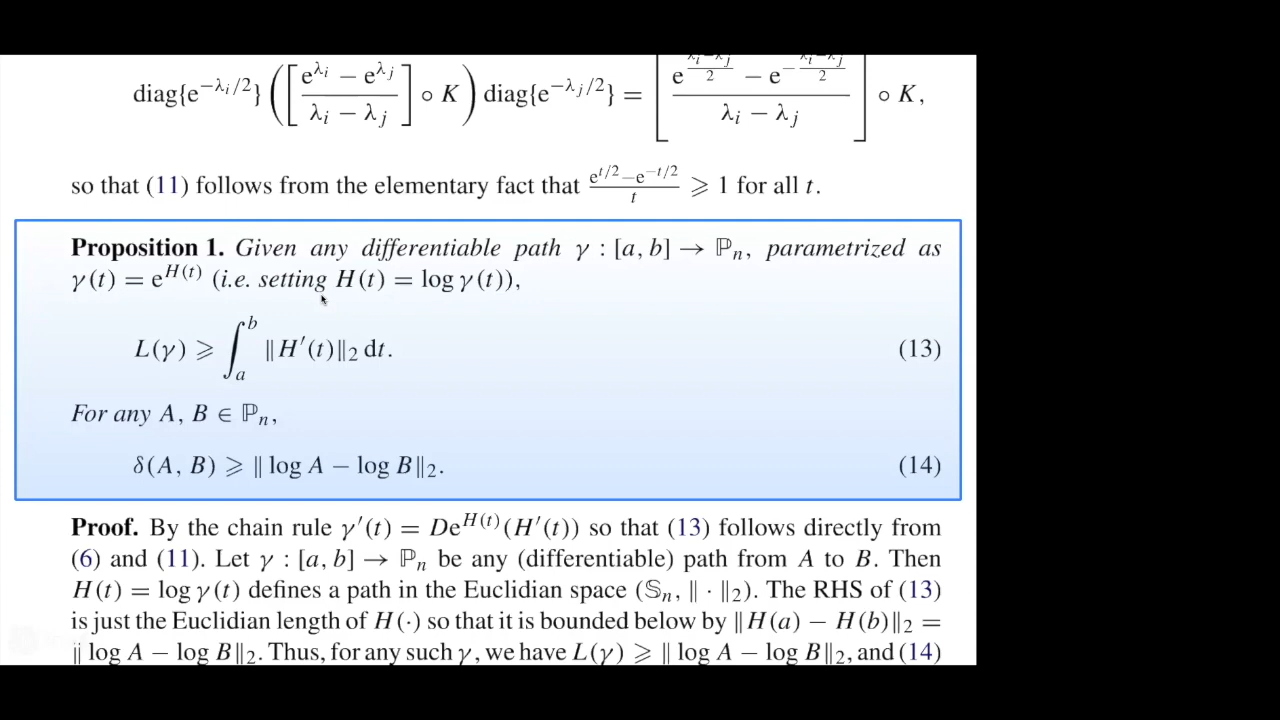 diag{e^{−λ_i/2}} ([ (e^{λ_i} − e^{λ_j}) / (λ_i − λ_j) ] ∘ K) diag{e^{−λ_j/2}} = [ (e^{(λ_i−λ_j)/2} − e^{−(λ_i−λ_j)/2}) / (λ_i − λ_j) ] ∘ K,
so that (11) follows from the elementary fact that (e^{t/2}−e^{−t/2})/t ⩾ 1 for all t.
Proposition 1. Given any differentiable path γ : [a, b] → ℙ_n, parametrized as
γ(t) = e^{H(t)} (i.e. setting H(t) = log γ(t)),
L(γ) ⩾ ∫_a^b ‖H′(t)‖_2 dt. (13)
For any A, B ∈ ℙ_n,
δ(A, B) ⩾ ‖ log A − log B‖_2. (14)
Proof. By the chain rule γ′(t) = De^{H(t)}(H′(t)) so that (13) follows directly from
(6) and (11). Let γ : [a, b] → ℙ_n be any (differentiable) path from A to B. Then
H(t) = log γ(t) defines a path in the Euclidian space (𝕊_n, ‖ · ‖_2). The RHS of (13)
is just the Euclidian length of H(·) so that it is bounded below by ‖H(a) − H(b)‖_2 =
‖ log A − log B‖_2. Thus, for any such γ, we have L(γ) ⩾ ‖ log A − log B‖_2, and (14)